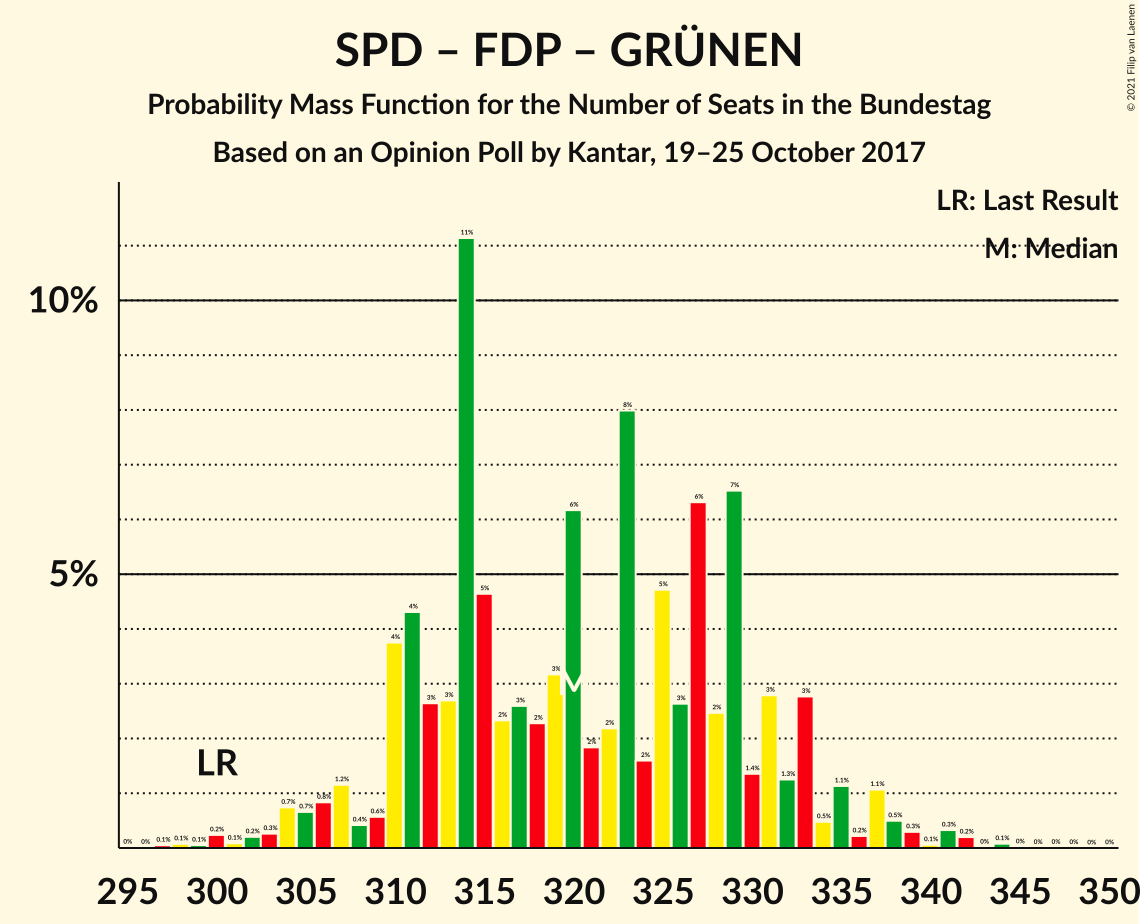 SPD – FDP – GRÜNEN
Probability Mass Function for the Number of Seats in the Bundestag
Based on an Opinion Poll by Kantar, 19–25 October 2017
© 2021 Filip van Laenen
LR: Last Result
M: Median
10%
5%
LR
M
0% 0% 0.1% 0.1% 0.1% 0.2% 0.1% 0.2% 0.3% 0.7% 0.7% 0.8% 1.2% 0.4% 0.6% 4% 4% 3% 3% 11% 5% 2% 3% 2% 3% 6% 2% 2% 8% 2% 5% 3% 6% 2% 7% 1.4% 3% 1.3% 3% 0.5% 1.1% 0.2% 1.1% 0.5% 0.3% 0.1% 0.3% 0.2% 0% 0.1% 0% 0% 0% 0% 0% 0%
295 300 305 310 315 320 325 330 335 340 345 350